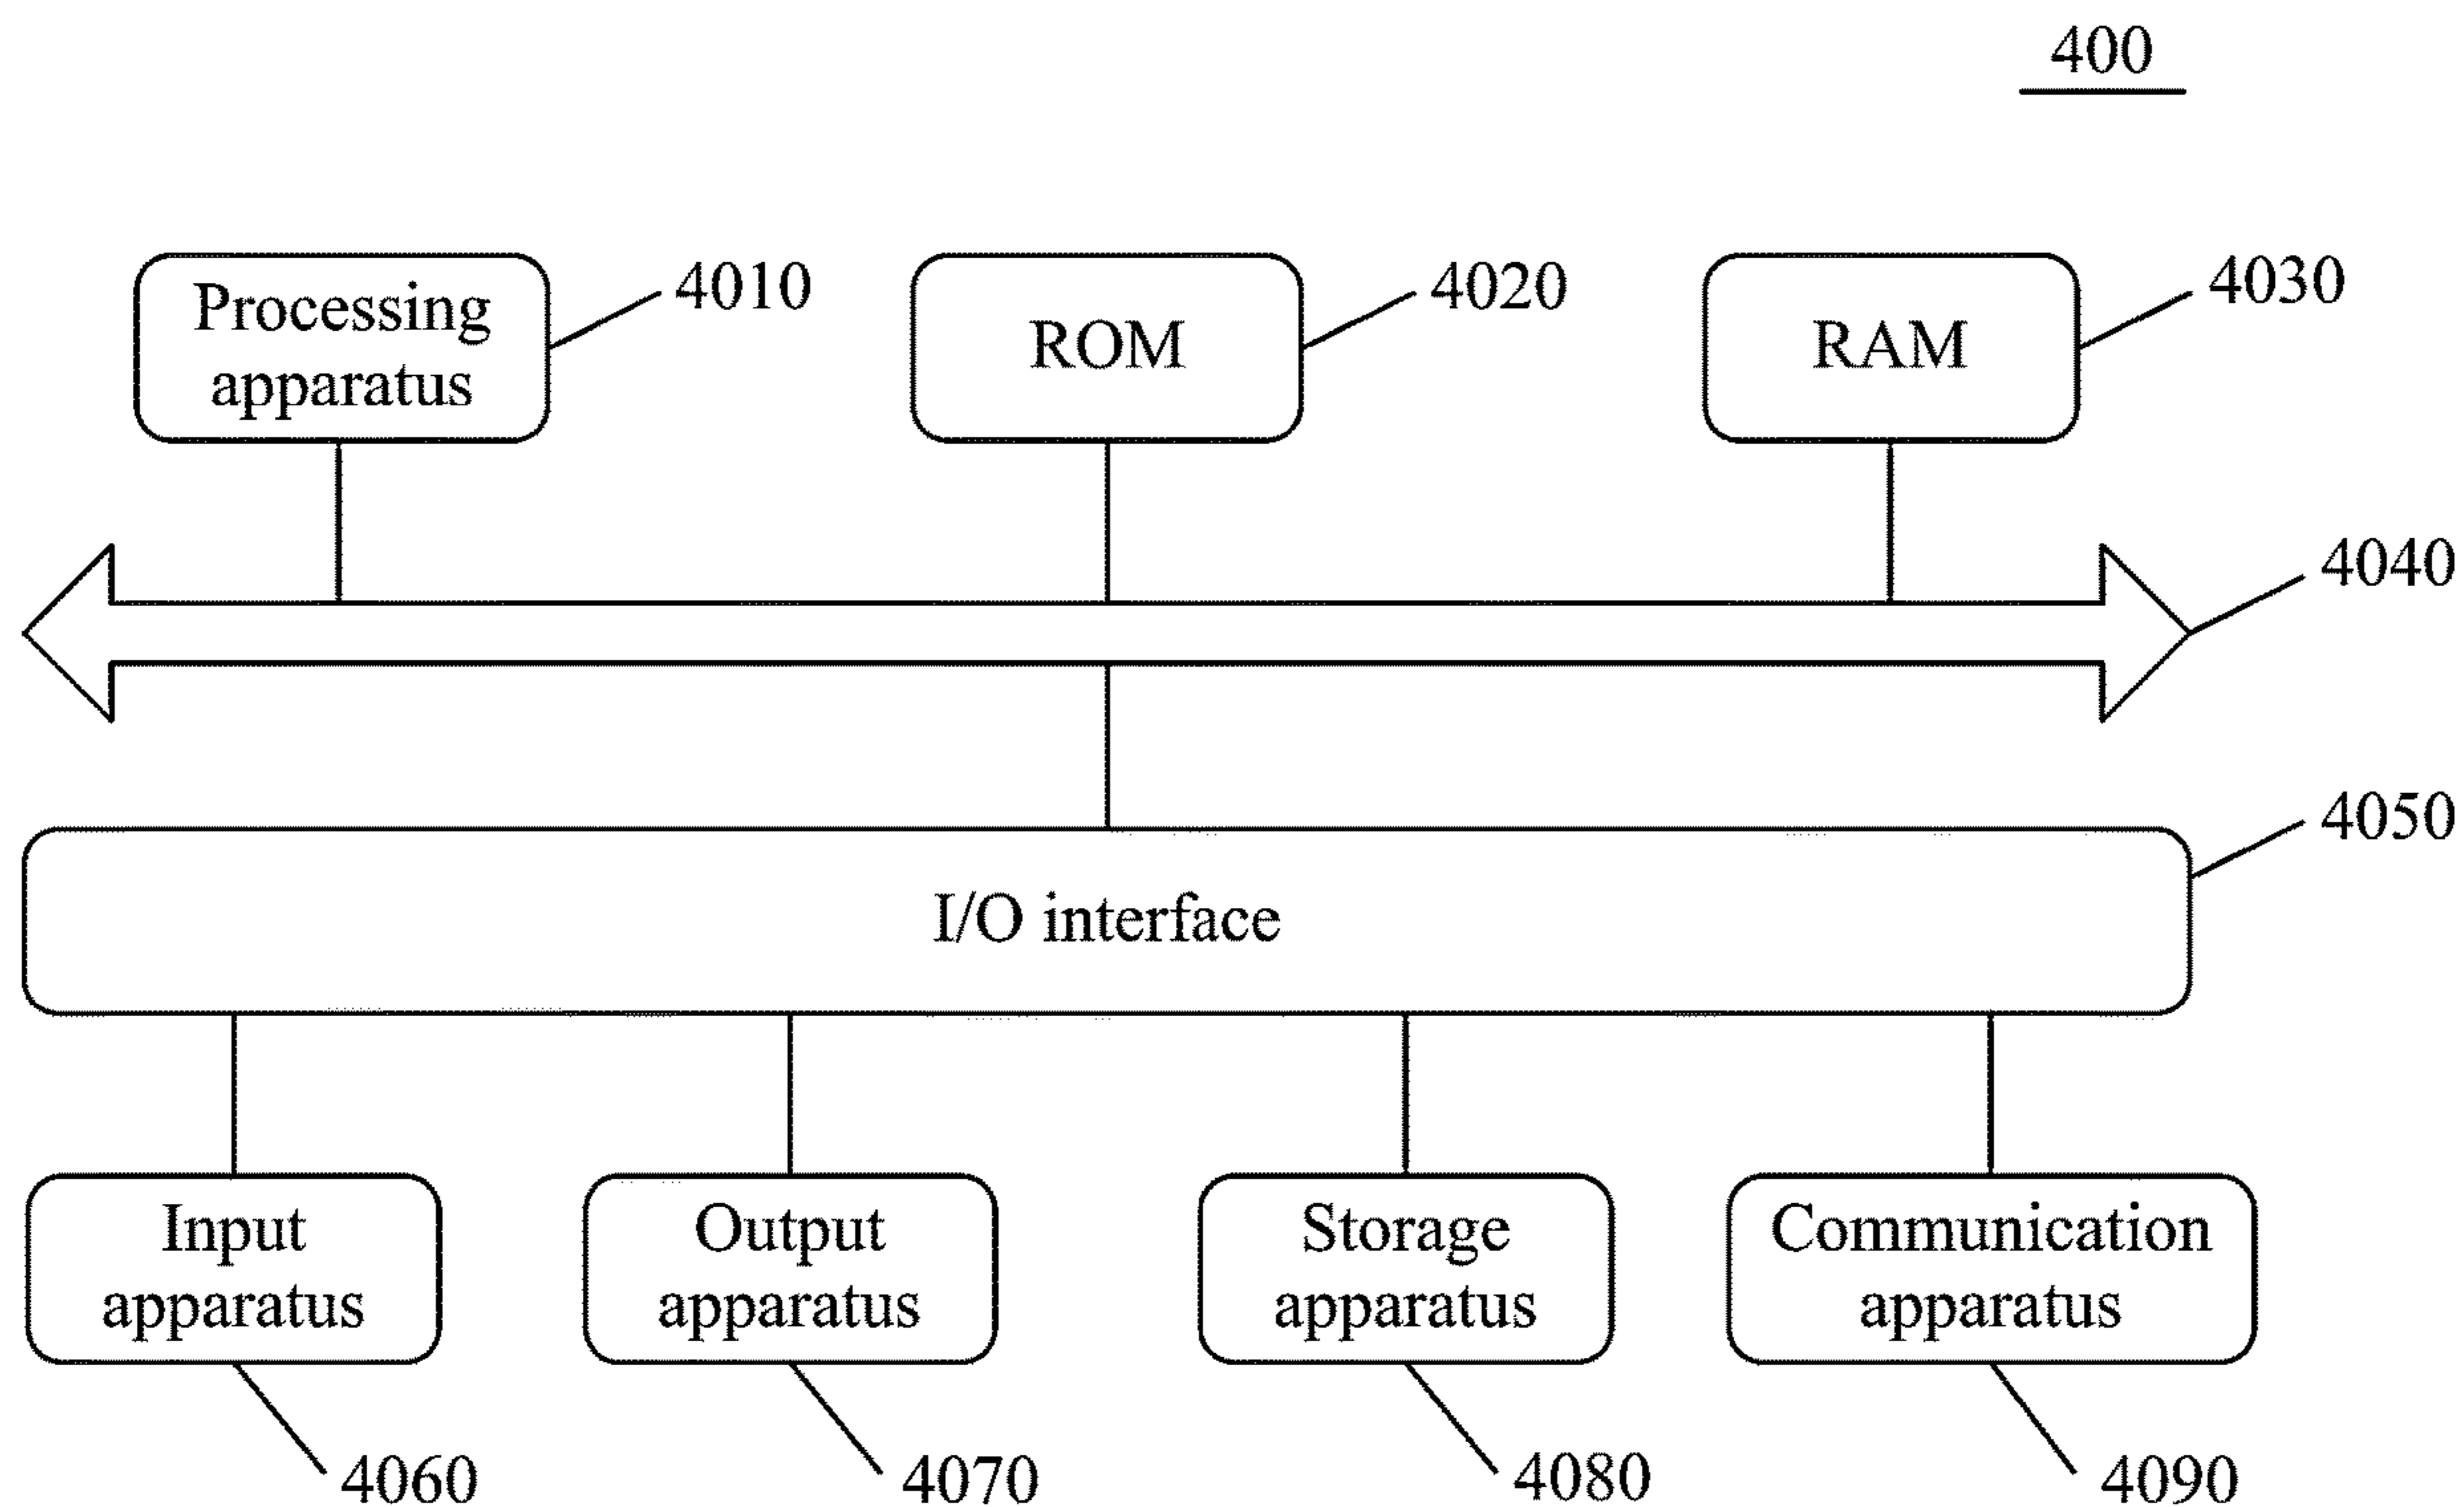 400
Processing
apparatus
4010
ROM
4020
RAM
4030
4040
4050
I/O interface
Input
apparatus
Output
apparatus
Storage
apparatus
Communication
apparatus
4060
4070
4080
4090